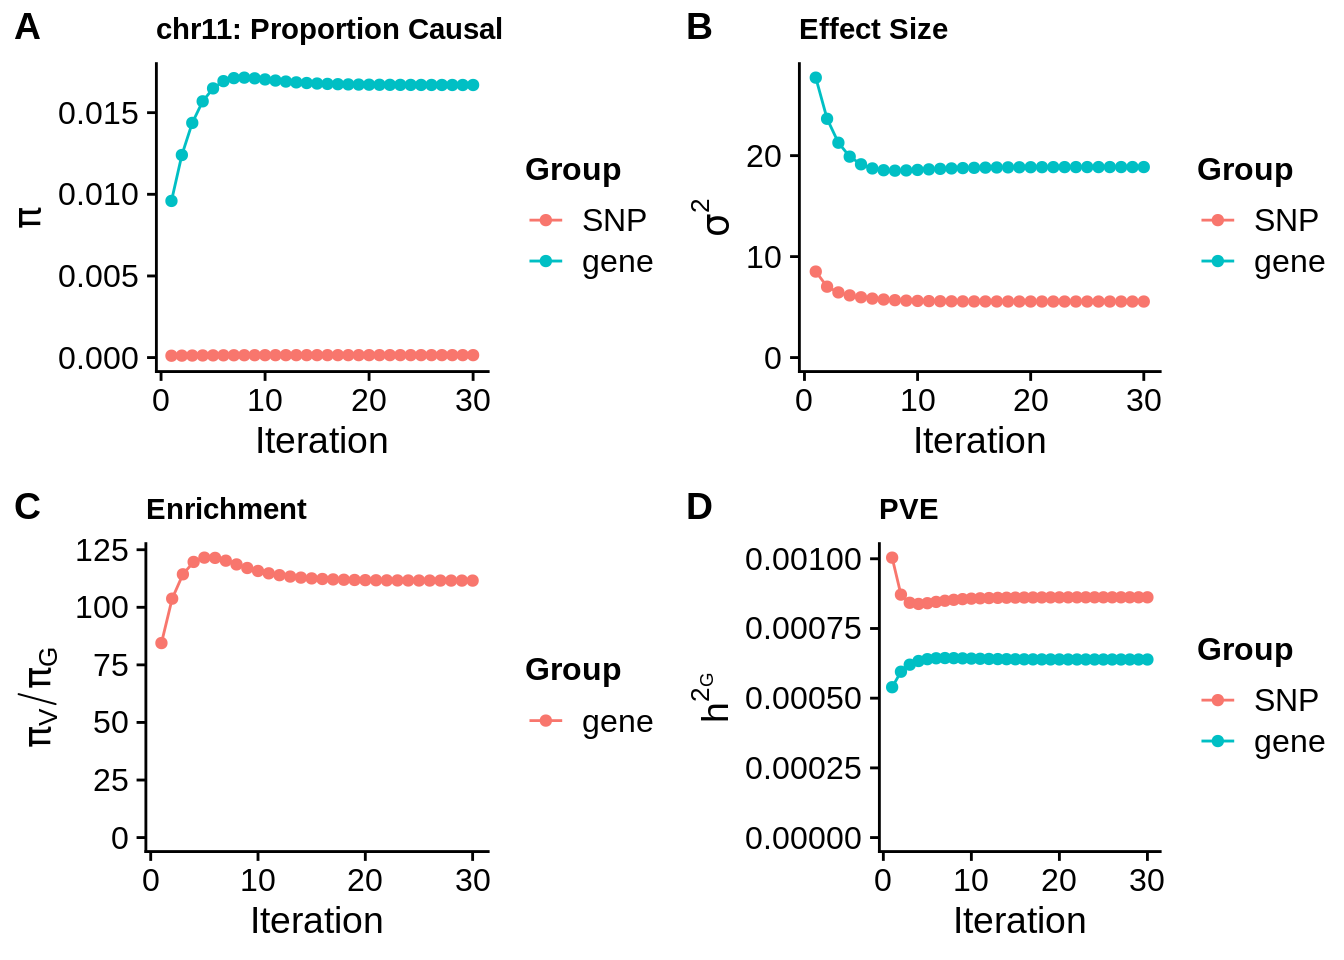 A
chr11: Proportion Causal
0.015
0.010
0.005
0.000
π
0 10 20 30
Iteration
Group
SNP
gene
B
Effect Size
20
10
0
σ²
0 10 20 30
Iteration
Group
SNP
gene
C
Enrichment
125
100
75
50
25
0
πV/πG
0 10 20 30
Iteration
Group
gene
D
PVE
0.00100
0.00075
0.00050
0.00025
0.00000
h²G
0 10 20 30
Iteration
Group
SNP
gene